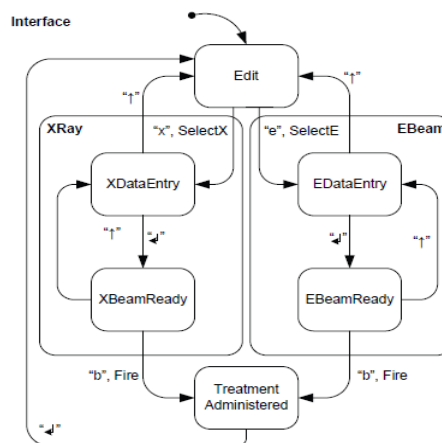 Interface
Edit
“↑”
“↑”
XRay
“x”, SelectX
“e”, SelectE
EBeam
XDataEntry
EDataEntry
“↑”
“↲”
“↲”
“↑”
XBeamReady
EBeamReady
“b”, Fire
“b”, Fire
Treatment
Administered
“↲”